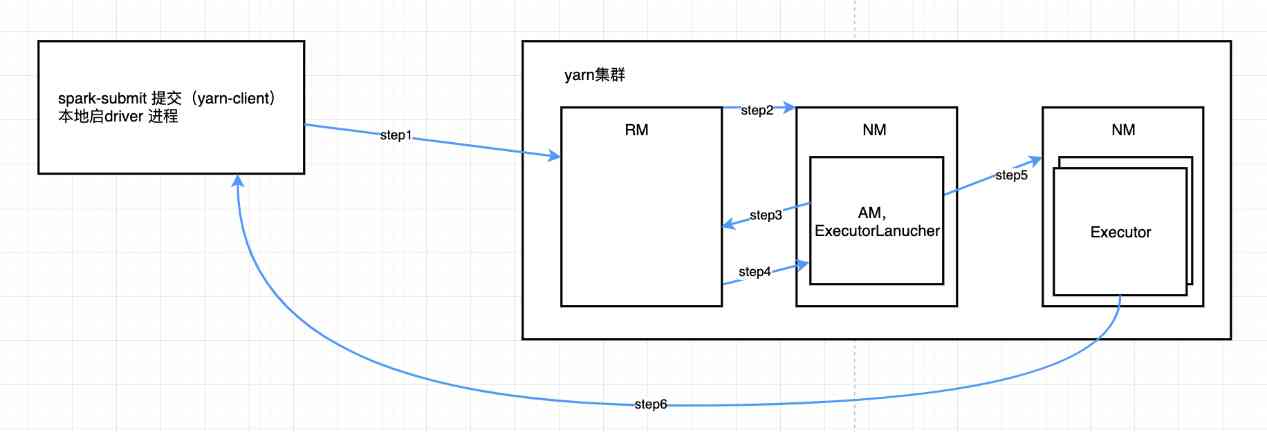 spark-submit 提交（yarn-client）
本地启driver 进程
step1
yarn集群
RM
step2
NM
step3
step4
AM，
ExecutorLanucher
step5
NM
Executor
step6